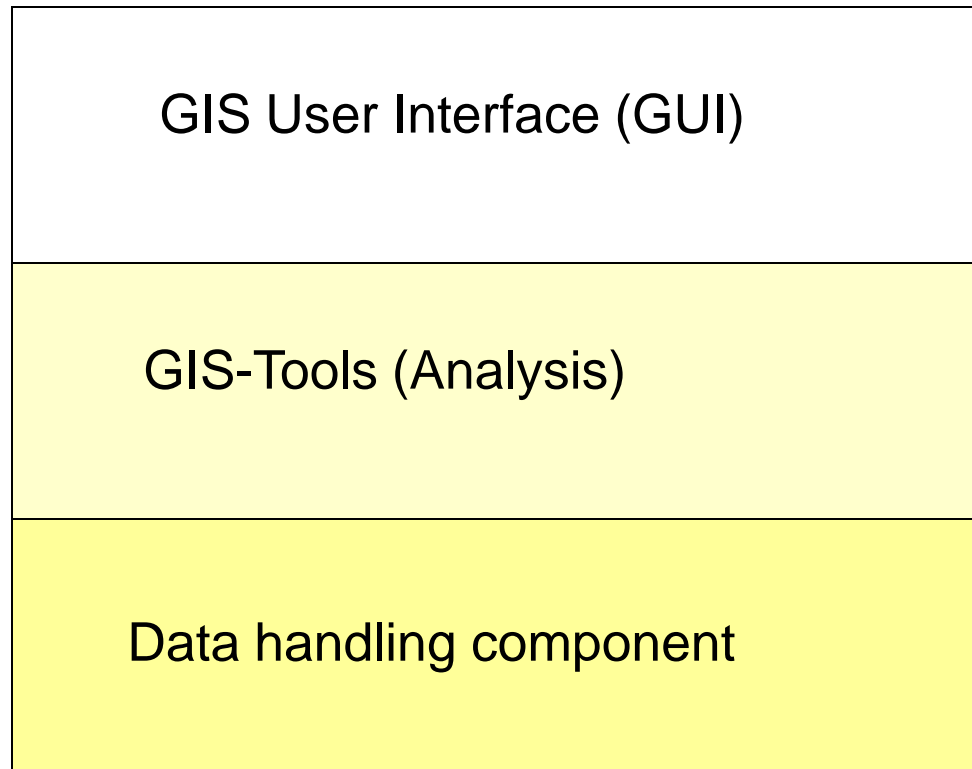 GIS User Interface (GUI)
GIS-Tools (Analysis)
Data handling component